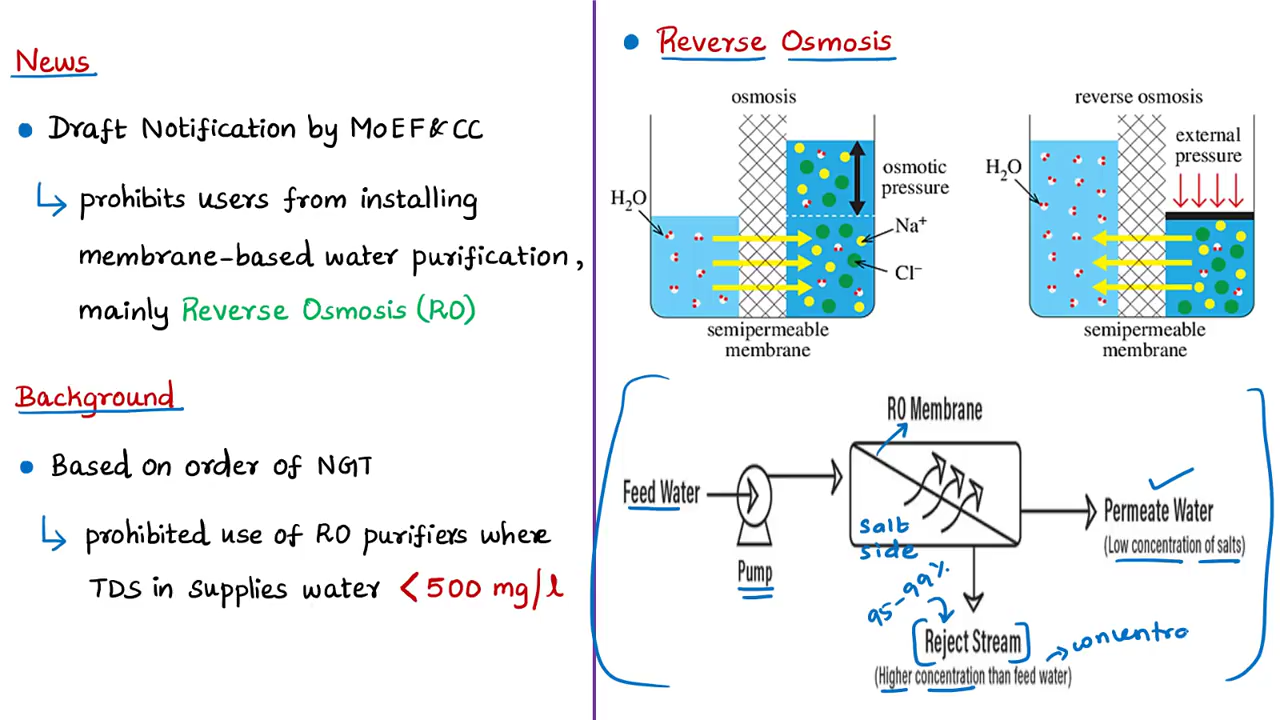 News
• Draft Notification by MoEF&CC
↳ prohibits users from installing
membrane-based water purification,
mainly Reverse Osmosis (RO)
Background
• Based on order of NGT
↳ prohibited use of RO purifiers where
TDS in supplies water < 500 mg/l
• Reverse Osmosis
osmosis
H₂O
osmotic
pressure
Na⁺
Cl⁻
semipermeable
membrane
reverse osmosis
H₂O
external
pressure
semipermeable
membrane
RO Membrane
Feed Water
Pump
salt
side
Permeate Water
(Low concentration of salts)
95-99%
[Reject Stream]
→ concentra
(Higher concentration than feed water)